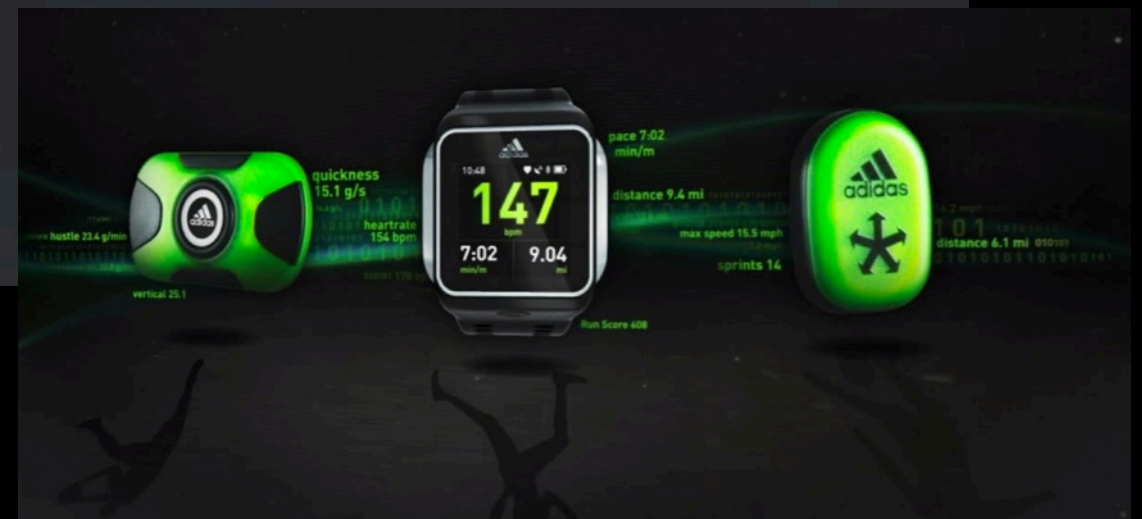 quickness
15.1 g/s
hustle 23.4 g/min
heartrate
154 bpm
vertical 25.1
adidas
adidas
10:48
147
bpm
7:02
9.04
min/m
mi
pace 7:02
min/m
distance 9.4 mi
max speed 15.5 mph
sprints 14
Run Score 608
adidas
distance 6.1 mi
010101